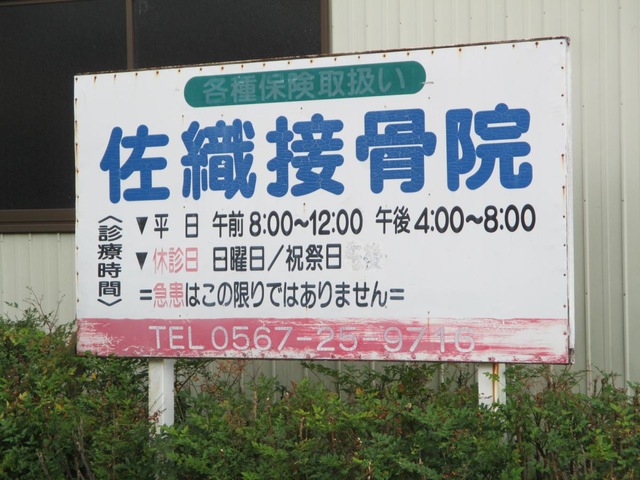 各種保険取扱い
佐織接骨院
〈診療時間〉
▼平 日 午前 8:00〜12:00 午後 4:00〜8:00
▼休診日 日曜日／祝祭日午後
=急患はこの限りではありません=
TEL 0567-25-9716